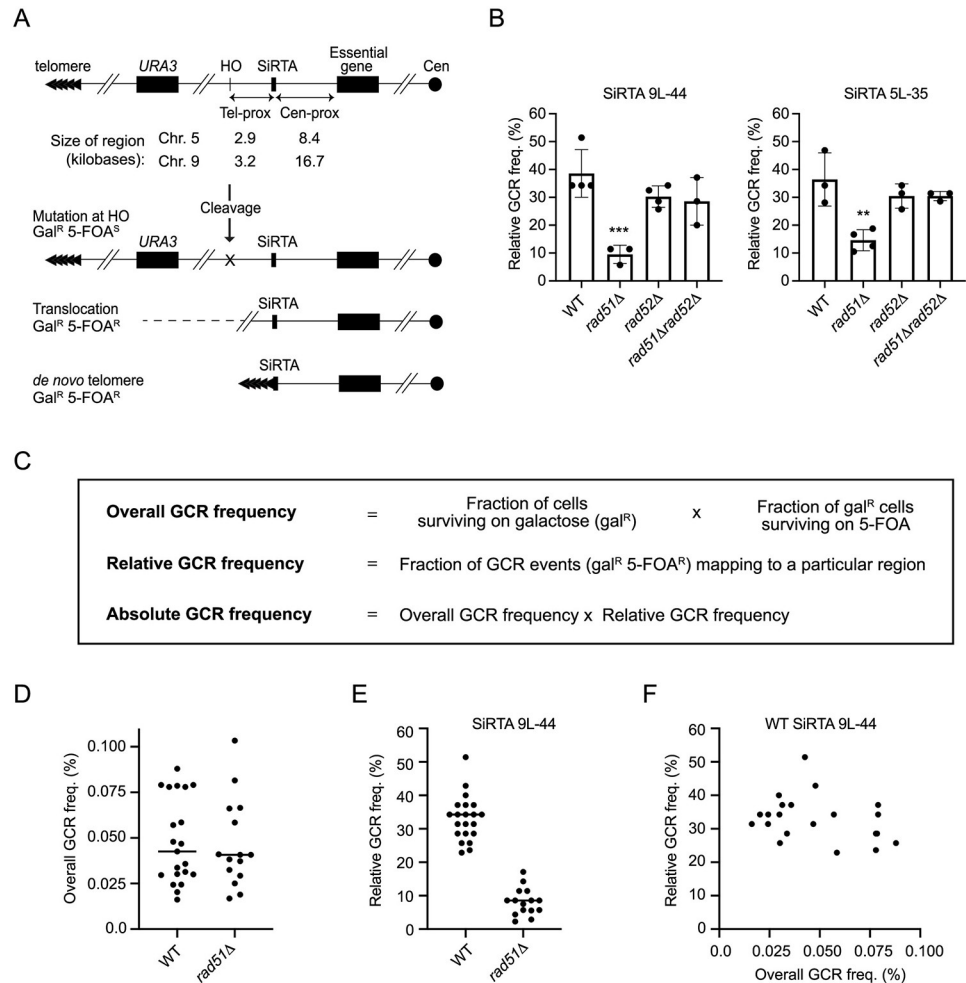 A
telomere
URA3
HO
SiRTA
Essential
gene
Cen
Tel-prox
Cen-prox
Size of region
(kilobases):
Chr. 5 2.9 8.4
Chr. 9 3.2 16.7
Cleavage
Mutation at HO
Galᴿ 5-FOAˢ
URA3
SiRTA
X
Translocation
Galᴿ 5-FOAᴿ
SiRTA
de novo telomere
Galᴿ 5-FOAᴿ
SiRTA
B
SiRTA 9L-44
Relative GCR freq. (%)
60
50
40
30
20
10
0
***
WT
rad51Δ
rad52Δ
rad51Δrad52Δ
SiRTA 5L-35
Relative GCR freq. (%)
60
50
40
30
20
10
0
**
WT
rad51Δ
rad52Δ
rad51Δrad52Δ
C
Overall GCR frequency = Fraction of cells
surviving on galactose (galᴿ) x Fraction of galᴿ cells
surviving on 5-FOA
Relative GCR frequency = Fraction of GCR events (galᴿ 5-FOAᴿ) mapping to a particular region
Absolute GCR frequency = Overall GCR frequency x Relative GCR frequency
D
Overall GCR freq. (%)
0.100
0.075
0.050
0.025
0.0
WT
rad51Δ
E
SiRTA 9L-44
Relative GCR freq. (%)
60
50
40
30
20
10
0
WT
rad51Δ
F
WT SiRTA 9L-44
Relative GCR freq. (%)
60
50
40
30
20
10
0
0.0 0.025 0.050 0.075 0.100
Overall GCR freq. (%)